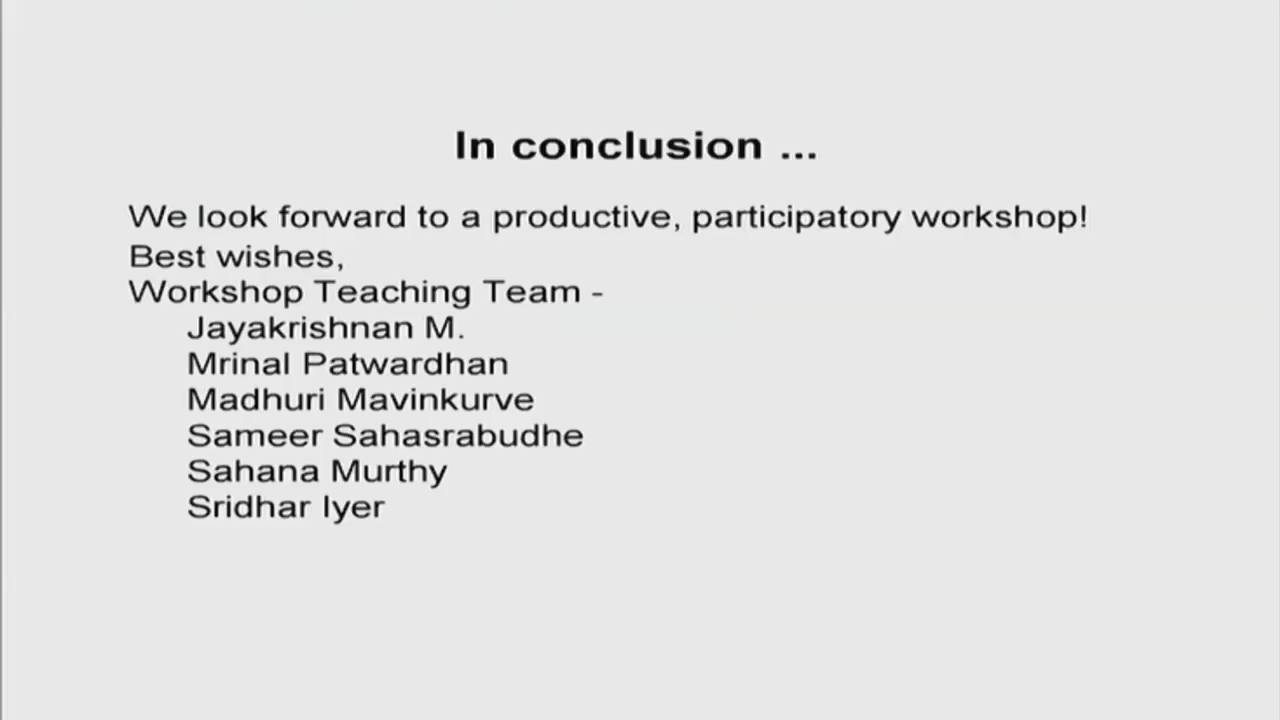 In conclusion ...
We look forward to a productive, participatory workshop!
Best wishes,
Workshop Teaching Team -
Jayakrishnan M.
Mrinal Patwardhan
Madhuri Mavinkurve
Sameer Sahasrabudhe
Sahana Murthy
Sridhar Iyer